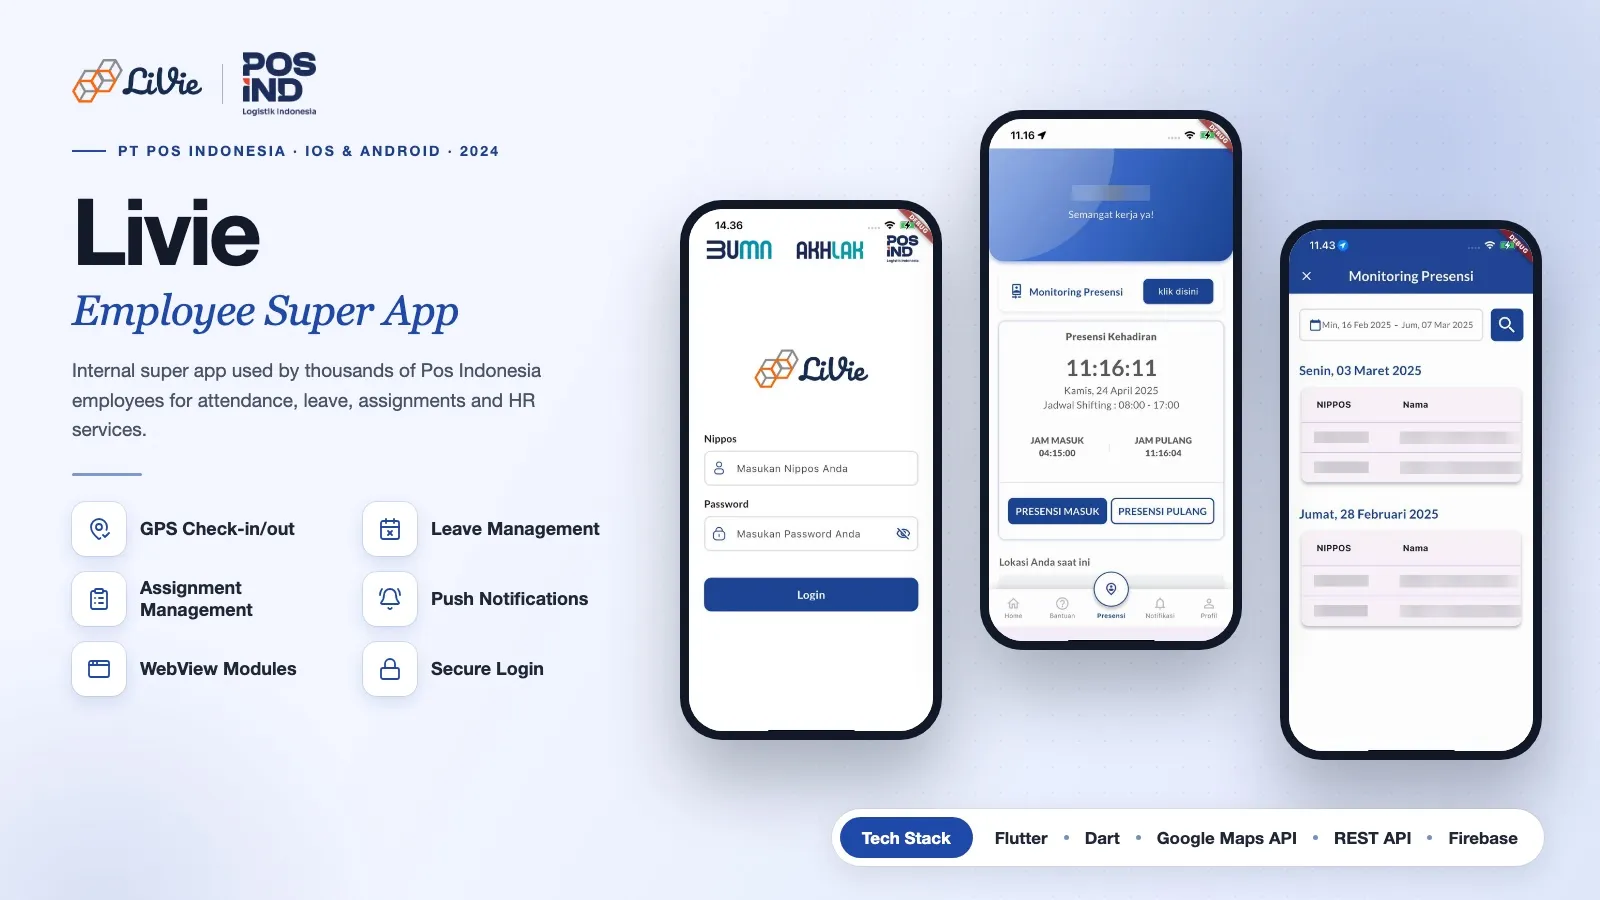 LiVie
POS
IND
Logistik Indonesia
PT POS INDONESIA · IOS & ANDROID · 2024
Livie
Employee Super App
Internal super app used by thousands of Pos Indonesia
employees for attendance, leave, assignments and HR
services.
GPS Check-in/out
Leave Management
Assignment
Management
Push Notifications
WebView Modules
Secure Login
14.36
DEBUG
BUMN
AKHLAK
POS
IND
Logistik Indonesia
LiVie
Nippos
Masukan Nippos Anda
Password
Masukan Password Anda
Login
11.16
DEBUG
Semangat kerja ya!
Monitoring Presensi
klik disini
Presensi Kehadiran
11:16:11
Kamis, 24 April 2025
Jadwal Shifting : 08:00 - 17:00
JAM MASUK
04:15:00
JAM PULANG
11:16:04
PRESENSI MASUK
PRESENSI PULANG
Lokasi Anda saat ini
Home
Bantuan
Presensi
Notifikasi
Profil
11.43
DEBUG
Monitoring Presensi
Min, 16 Feb 2025 - Jum, 07 Mar 2025
Senin, 03 Maret 2025
NIPPOS Nama
Jumat, 28 Februari 2025
NIPPOS Nama
Tech Stack Flutter • Dart • Google Maps API • REST API • Firebase